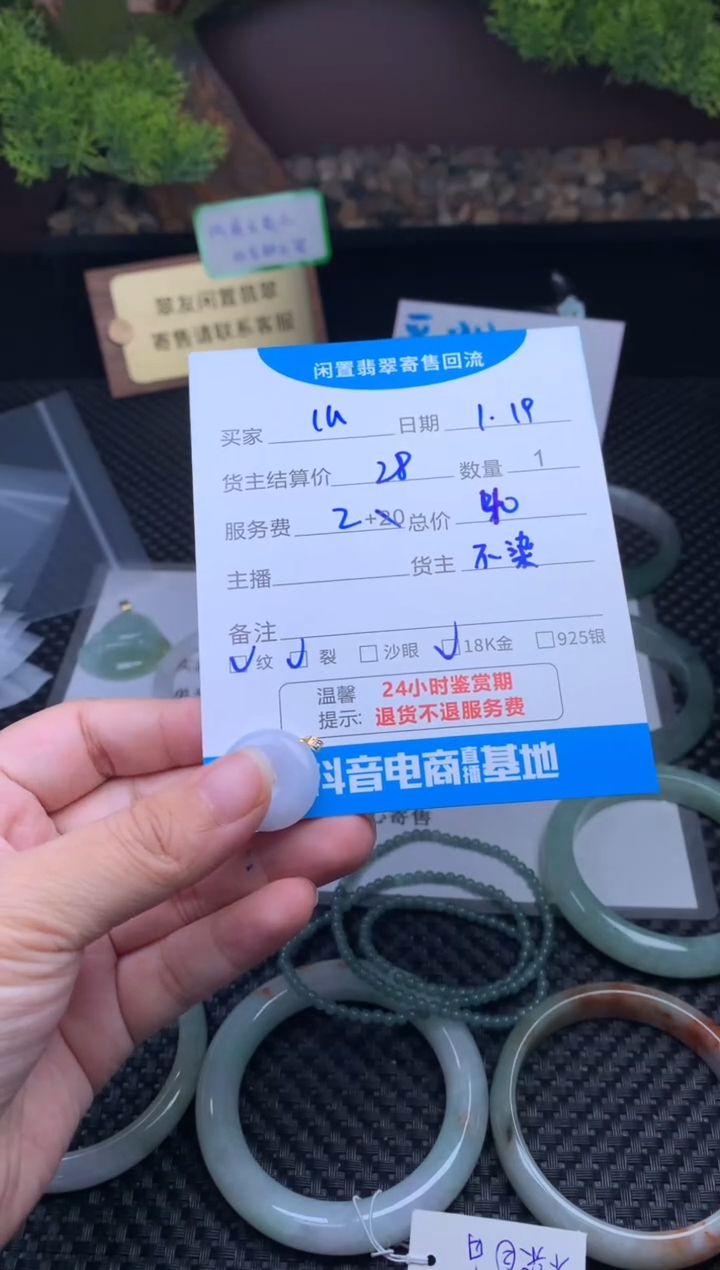 翠友闲置翡翠
寄售请联系客服
闲置翡翠寄售回流
买家 日期 1.19
货主结算价 28 数量 1
服务费 2 +20 总价 40
主播 货主 不染
备注
纹 裂 沙眼 18K金 925银
温馨 24小时鉴赏期
提示: 退货不退服务费
抖音电商直播基地
寄售